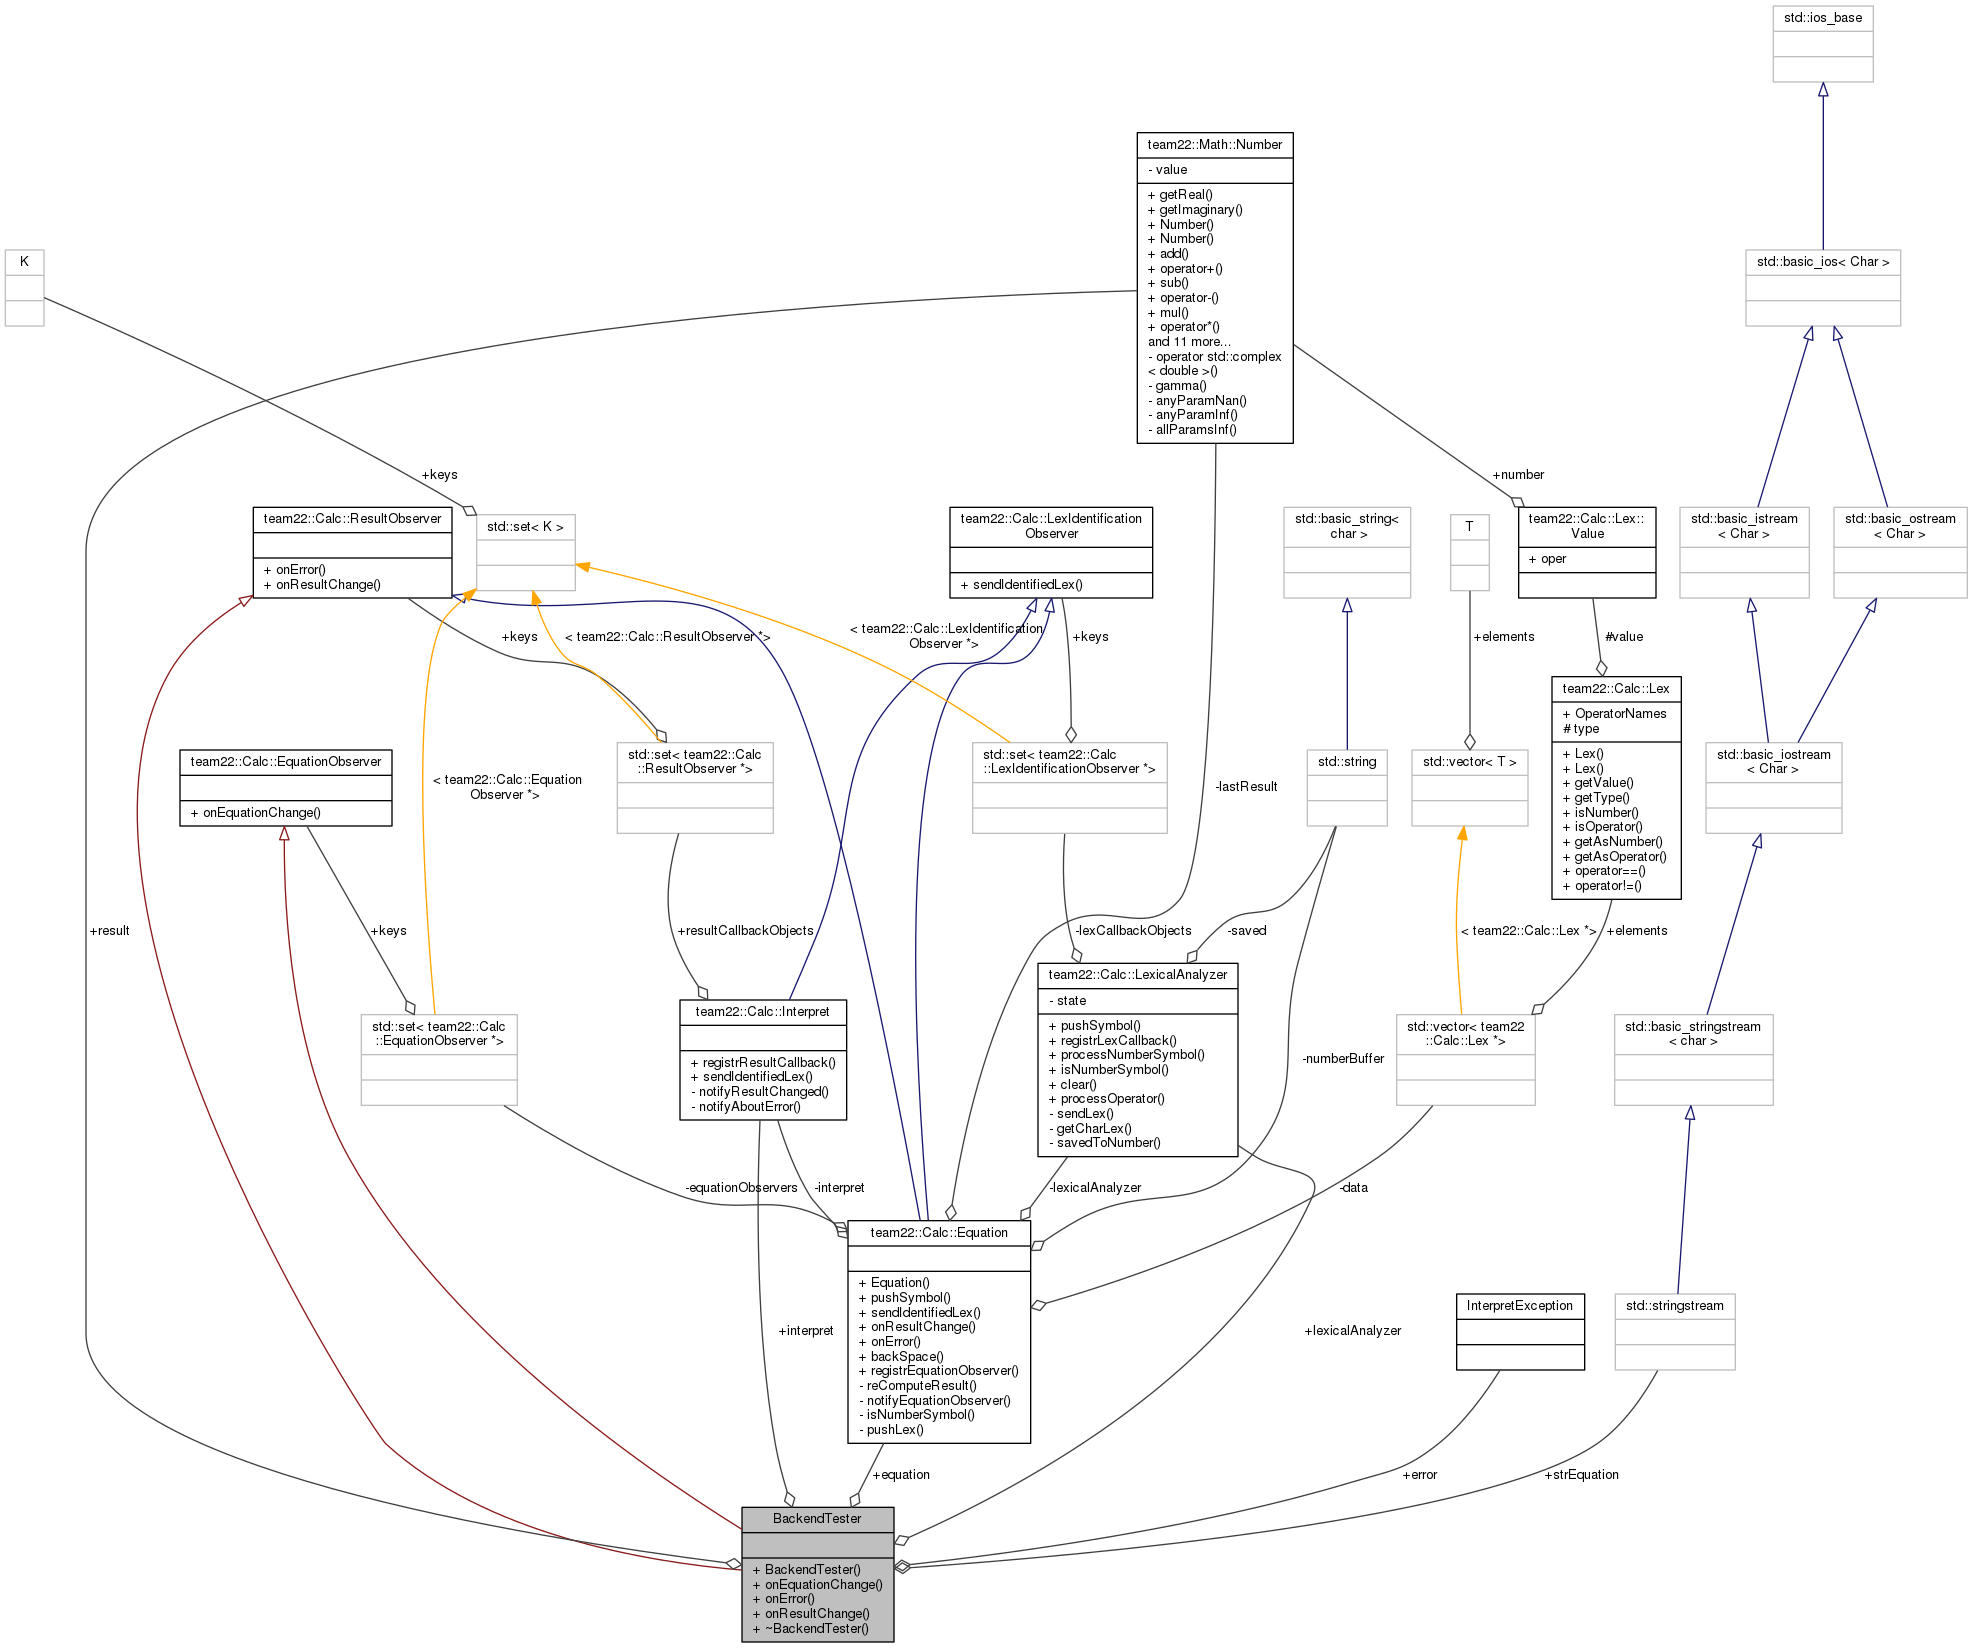 std::ios_base
team22::Math::Number
- value
+ getReal()
+ getImaginary()
+ Number()
+ Number()
+ add()
+ operator+()
+ sub()
+ operator-()
+ mul()
+ operator*()
and 11 more...
- operator std::complex
< double >()
- gamma()
- anyParamNan()
- anyParamInf()
- allParamsInf()
K
std::basic_ios< Char >
+keys
+number
team22::Calc::ResultObserver
+ onError()
+ onResultChange()
std::set< K >
team22::Calc::LexIdentification
Observer
+ sendIdentifiedLex()
std::basic_string<
char >
T
team22::Calc::Lex::
Value
+ oper
std::basic_istream
< Char >
std::basic_ostream
< Char >
+keys
< team22::Calc::ResultObserver *>
< team22::Calc::LexIdentification
Observer *>
+keys
+elements
#value
team22::Calc::EquationObserver
+ onEquationChange()
< team22::Calc::Equation
Observer *>
std::set< team22::Calc
::ResultObserver *>
std::set< team22::Calc
::LexIdentificationObserver *>
-lastResult
std::string
std::vector< T >
team22::Calc::Lex
+ OperatorNames
# type
+ Lex()
+ Lex()
+ getValue()
+ getType()
+ isNumber()
+ isOperator()
+ getAsNumber()
+ getAsOperator()
+ operator==()
+ operator!=()
std::basic_iostream
< Char >
+result
+keys
+resultCallbackObjects
-lexCallbackObjects
-saved
< team22::Calc::Lex *>
+elements
std::set< team22::Calc
::EquationObserver *>
team22::Calc::Interpret
+ registrResultCallback()
+ sendIdentifiedLex()
- notifyResultChanged()
- notifyAboutError()
team22::Calc::LexicalAnalyzer
- state
+ pushSymbol()
+ registrLexCallback()
+ processNumberSymbol()
+ isNumberSymbol()
+ clear()
+ processOperator()
- sendLex()
- getCharLex()
- savedToNumber()
-numberBuffer
std::vector< team22
::Calc::Lex *>
std::basic_stringstream
< char >
-equationObservers
-interpret
-lexicalAnalyzer
-data
team22::Calc::Equation
+ Equation()
+ pushSymbol()
+ sendIdentifiedLex()
+ onResultChange()
+ onError()
+ backSpace()
+ registrEquationObserver()
- reComputeResult()
- notifyEquationObserver()
- isNumberSymbol()
- pushLex()
+interpret
+lexicalAnalyzer
InterpretException
std::stringstream
+equation
+error
+strEquation
BackendTester
+ BackendTester()
+ onEquationChange()
+ onError()
+ onResultChange()
+ ~BackendTester()